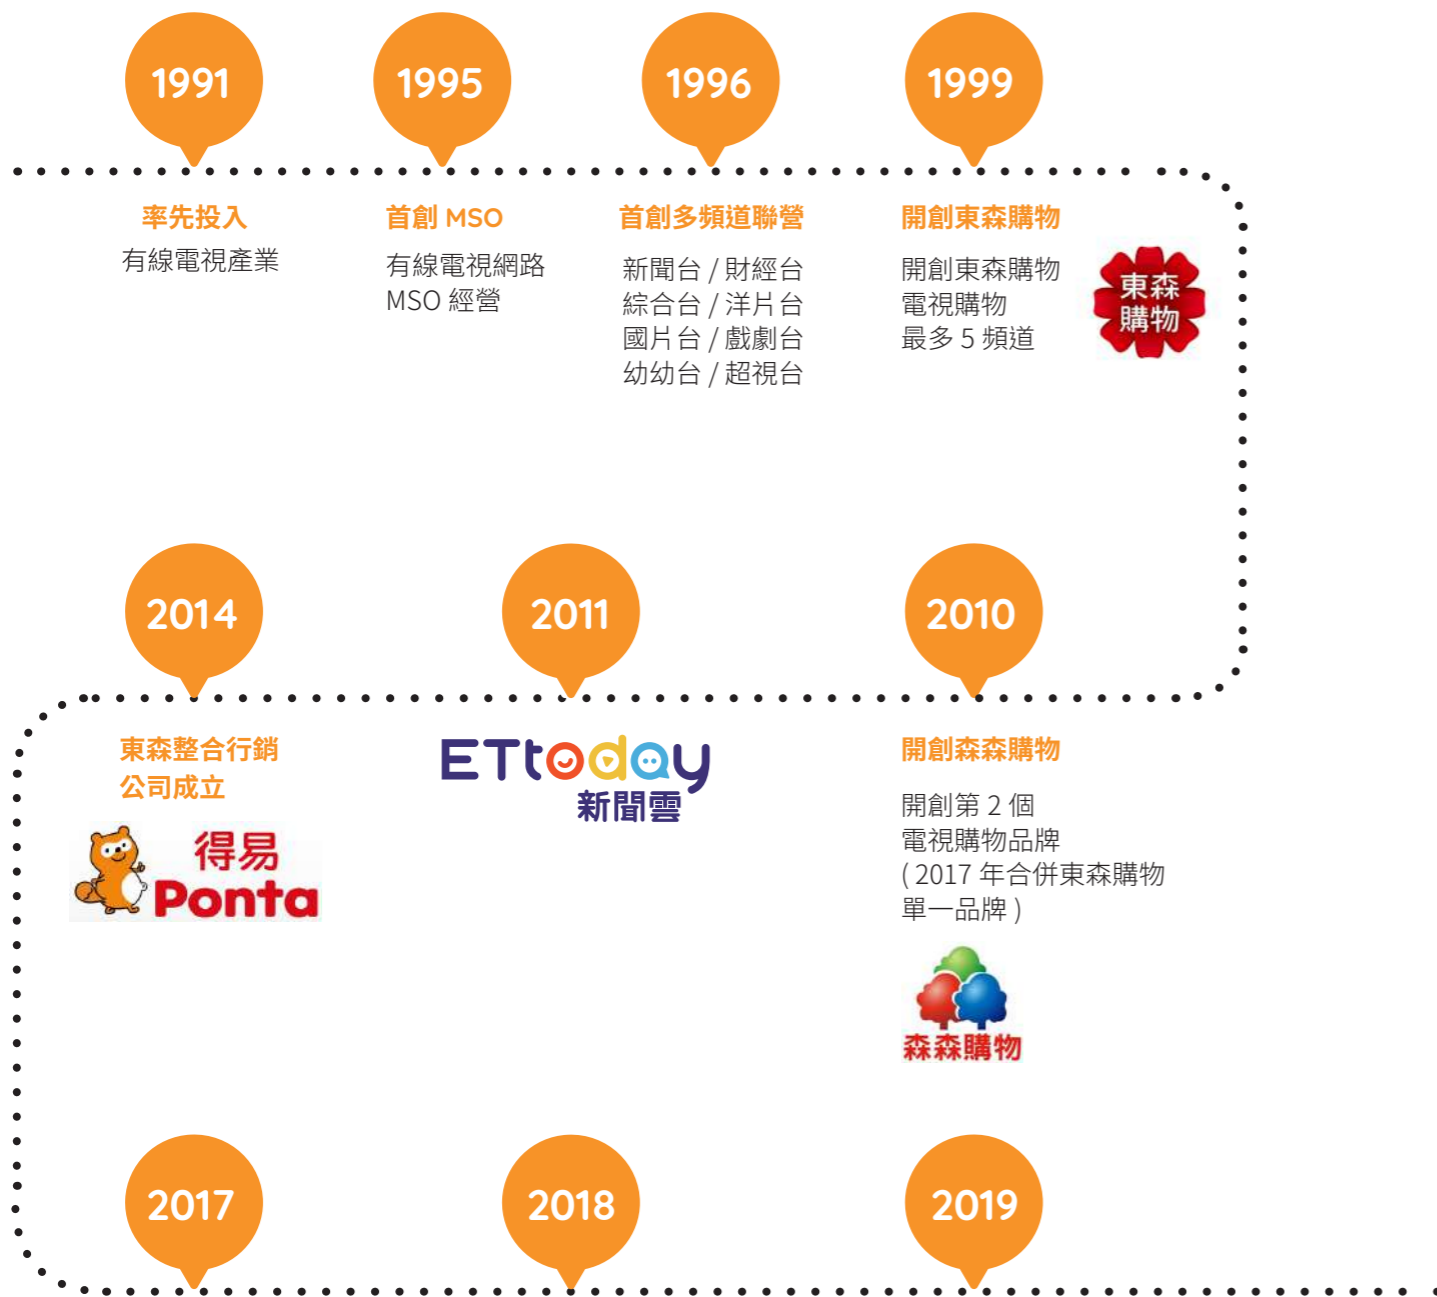 1991
率先投入
有線電視產業
1995
首創 MSO
有線電視網路
MSO 經營
1996
首創多頻道聯營
新聞台 / 財經台
綜合台 / 洋片台
國片台 / 戲劇台
幼幼台 / 超視台
1999
開創東森購物
開創東森購物
電視購物
最多 5 頻道
東森
購物
2010
開創森森購物
開創第 2 個
電視購物品牌
( 2017 年合併東森購物
單一品牌 )
森森購物
2011
ETtoday
新聞雲
2014
東森整合行銷
公司成立
得易
Ponta
2017
2018
2019